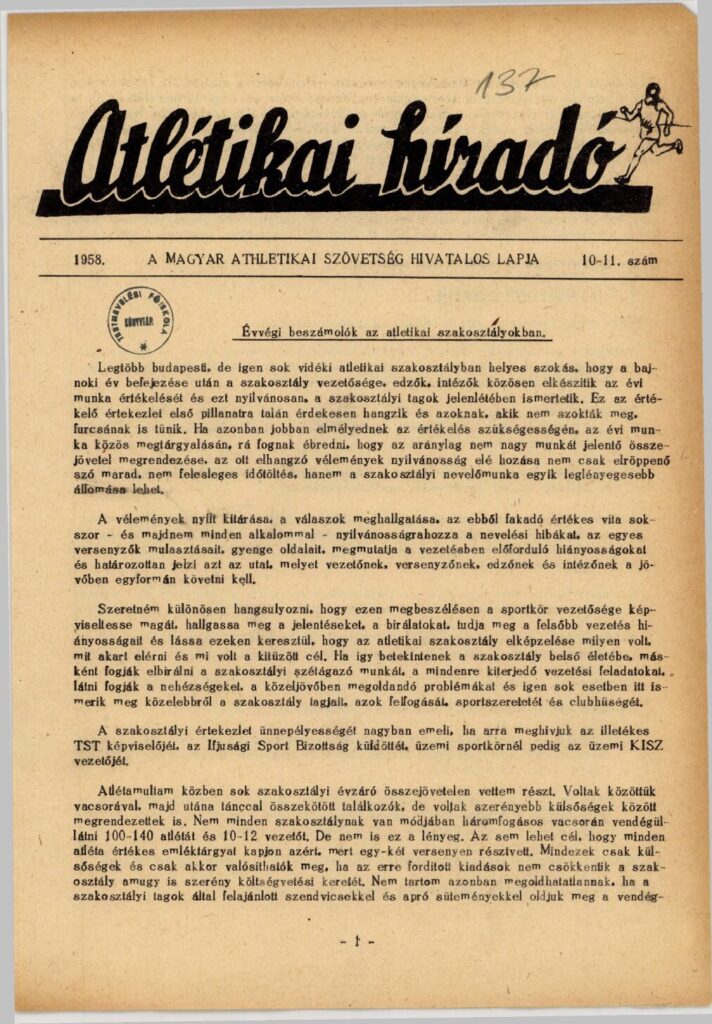 137
Atlétikai híradó
1958. A MAGYAR ATHLETIKAI SZÖVETSÉG HIVATALOS LAPJA 10-11. szám
TESTNEVELÉSI FŐISKOLA
KÖNYVTÁR
Évvégi beszámolók az atletikai szakosztályokban.
Legtöbb budapesti, de igen sok vidéki atletikai szakosztályban helyes szokás, hogy a baj-
noki év befejezése után a szakosztály vezetősége, edzők, intézők közösen elkészítik az évi
munka értékelését és ezt nyilvánosan, a szakosztályi tagok jelenlétében ismertetik. Ez az érté-
kelő értekezlet első pillanatra talán érdekesen hangzik és azoknak, akik nem szokták meg,
furcsának is tünik. Ha azonban jobban elmélyednek az értékelés szükségességén, az évi mun-
ka közös megtárgyalásán, rá fognak ébredni, hogy az aránylag nem nagy munkát jelentő össze-
jövetel megrendezése, az ott elhangzó vélemények nyilvánosság elé hozása nem csak elröppenő
szó marad, nem felesleges időtöltés, hanem a szakosztályi nevelőmunka egyik leglényegesebb
állomása lehet.
A vélemények nyilt kitárása, a válaszok meghallgatása, az ebből fakadó értékes vita sok-
szor - és majdnem minden alkalommal - nyilvánosságrahozza a nevelési hibákat, az egyes
versenyzők mulasztásait, gyenge oldalait, megmutatja a vezetésben előforduló hiányosságokat
és határozottan jelzi azt az utat, melyet vezetőnek, versenyzőnek, edzőnek és intézőnek a jö-
vőben egyformán követni kell.
Szeretném különösen hangsulyozni, hogy ezen megbeszélésen a sportkör vezetősége kép-
viseltesse magát, hallgassa meg a jelentéseket, a birálatokat, tudja meg a felsőbb vezetés hi-
ányosságait és lássa ezeken keresztül, hogy az atletikai szakosztály elképzelése milyen volt,
mit akart elérni és mi volt a kitüzött cél. Ha igy betekintenek a szakosztály belső életébe, más-
ként fogják elbirálni a szakosztályi szétágazó munkát, a mindenre kiterjedő vezetési feladatokat,
látni fogják a nehézségeket, a közeljövőben megoldandó problémákat és igen sok esetben itt is-
merik meg közelebbről a szakosztály tagjait, azok felfogását, sportszeretetét és clubhüségét.
A szakosztályi értekezlet ünnepélyességét nagyban emeli, ha arra meghivjuk az illetékes
TST képviselőjét, az Ifjusági Sport Bizottság küldöttét, üzemi sportkörnél pedig az üzemi KISZ
vezetőjét.
Atlétamultam közben sok szakosztályi évzáró összejövetelen vettem részt. Voltak közöttük
vacsorával, majd utána tánccal összekötött találkozók, de voltak szerényebb külsőségek között
megrendezettek is. Nem minden szakosztálynak van módjában háromfogásos vacsorán vendégül-
látni 100-140 atlétát és 10-12 vezetőt. De nem is ez a lényeg. Az sem lehet cél, hogy minden
atléta értékes emléktárgyat kapjon azért, mert egy-két versenyen résztvett. Mindezek csak kül-
sőségek és csak akkor valósíthatók meg, ha az erre forditott kiadások nem csökkentik a szak-
osztály amugy is szerény költségvetési keretét. Nem tartom azonban megoldhatatlannak, ha a
szakosztályi tagok által felajánlott szendvicsekkel és apró süteményekkel oldjuk meg a vendég-
- 1 -